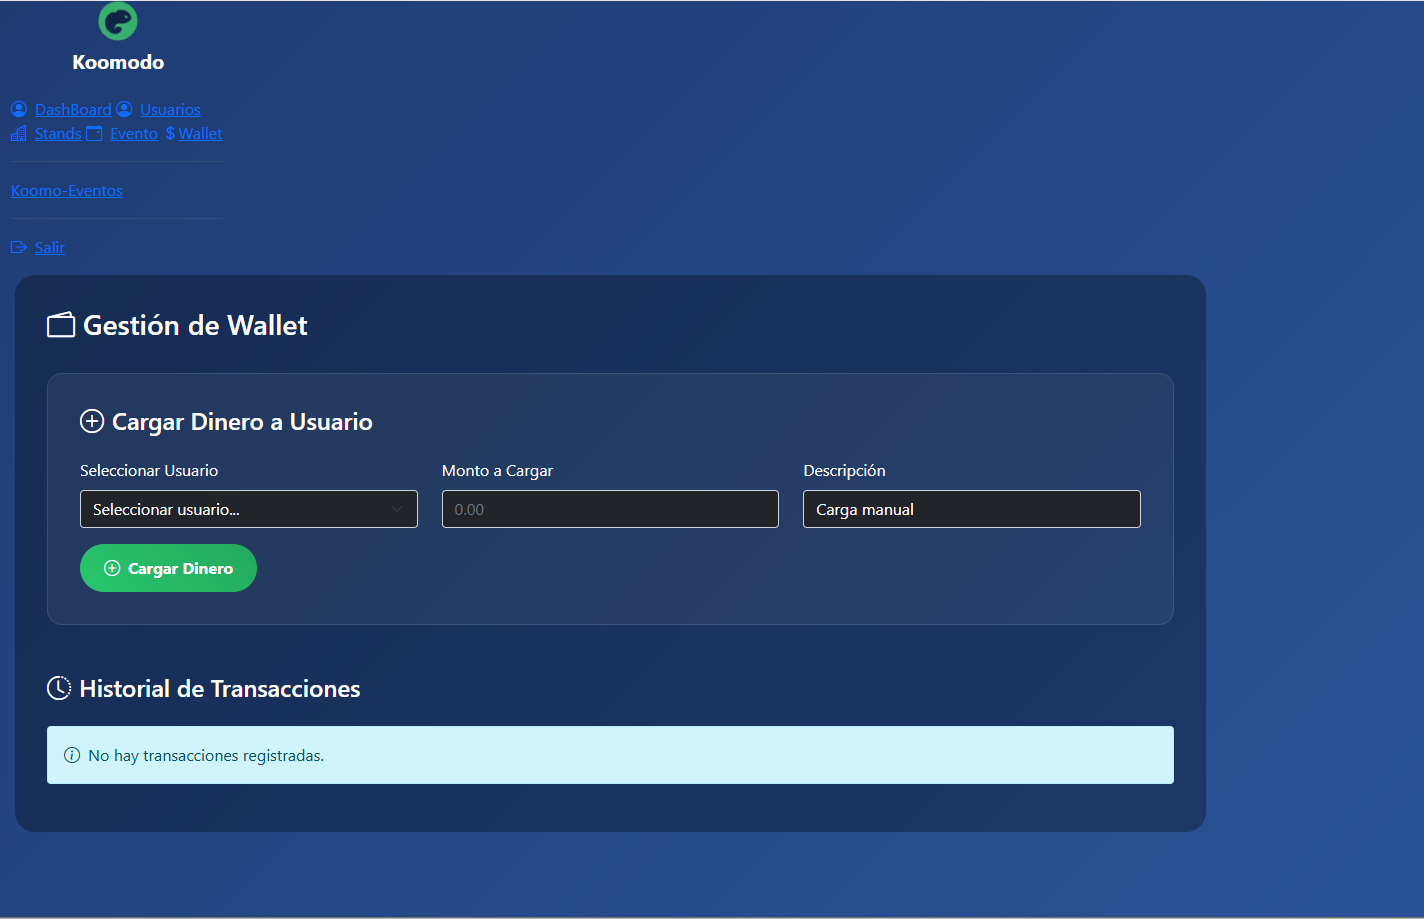 Koomodo
DashBoard Usuarios
Stands Evento $ Wallet
Koomo-Eventos
Salir
Gestión de Wallet
Cargar Dinero a Usuario
Seleccionar Usuario Monto a Cargar Descripción
Seleccionar usuario... 0.00 Carga manual
Cargar Dinero
Historial de Transacciones
No hay transacciones registradas.